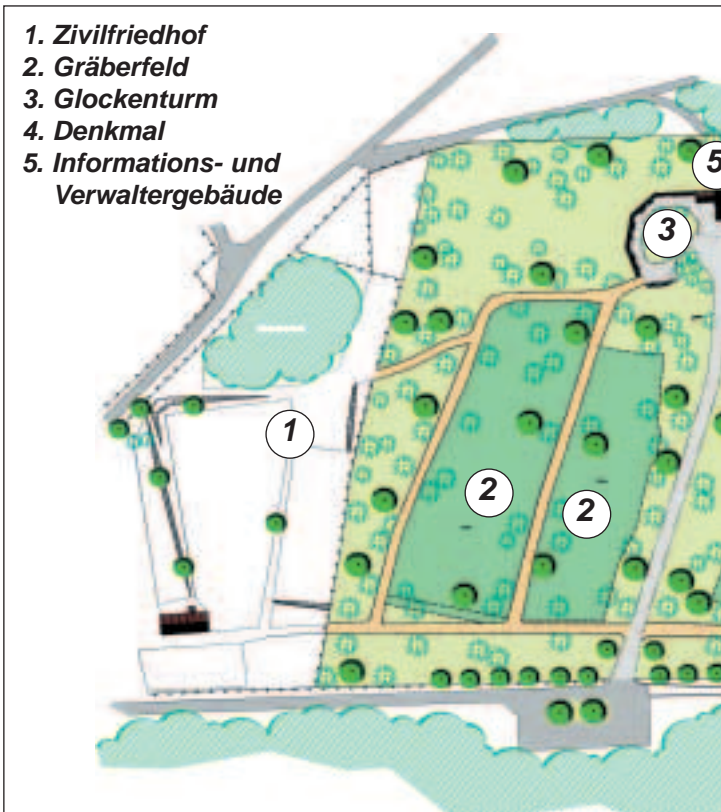 1. Zivilfriedhof
2. Gräberfeld
3. Glockenturm
4. Denkmal
5. Informations- und
Verwaltergebäude
5
3
1
2
2